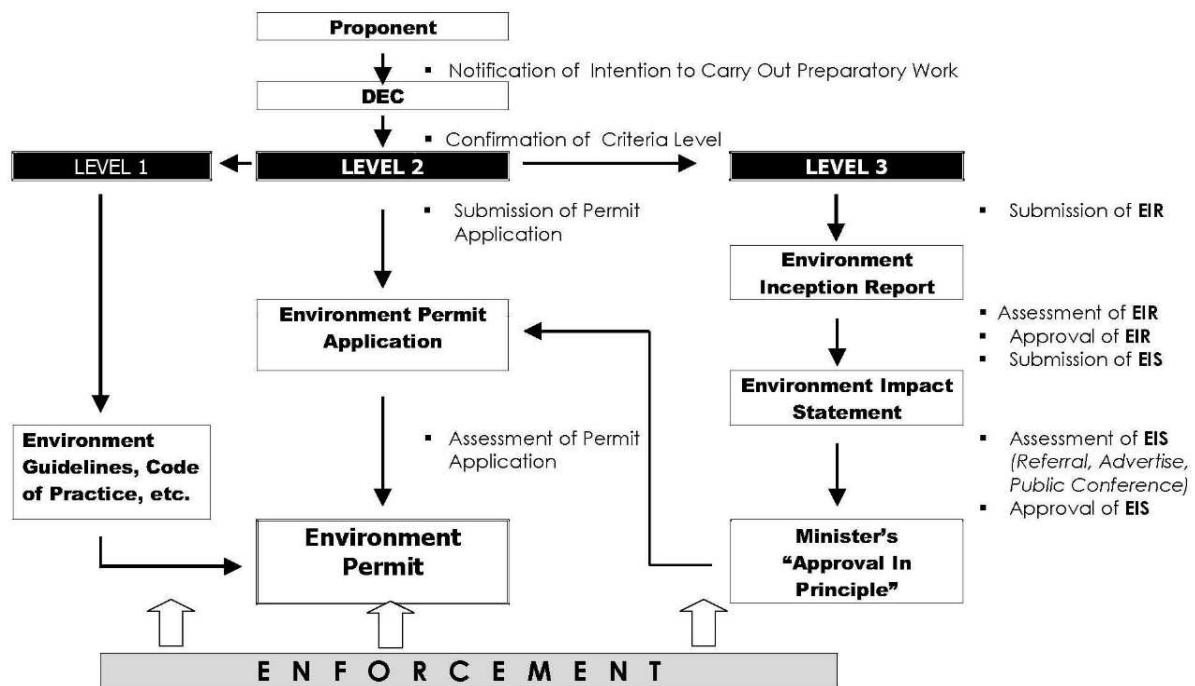 Proponent
▪ Notification of Intention to Carry Out Preparatory Work
DEC
▪ Confirmation of Criteria Level
LEVEL 1
LEVEL 2
LEVEL 3
▪ Submission of Permit
Application
▪ Submission of EIR
Environment
Inception Report
Environment Permit
Application
▪ Assessment of EIR
▪ Approval of EIR
▪ Submission of EIS
Environment Impact
Statement
Environment
Guidelines, Code
of Practice, etc.
▪ Assessment of Permit
Application
▪ Assessment of EIS
(Referral, Advertise,
Public Conference)
▪ Approval of EIS
Environment
Permit
Minister's
“Approval In
Principle”
E N F O R C E M E N T